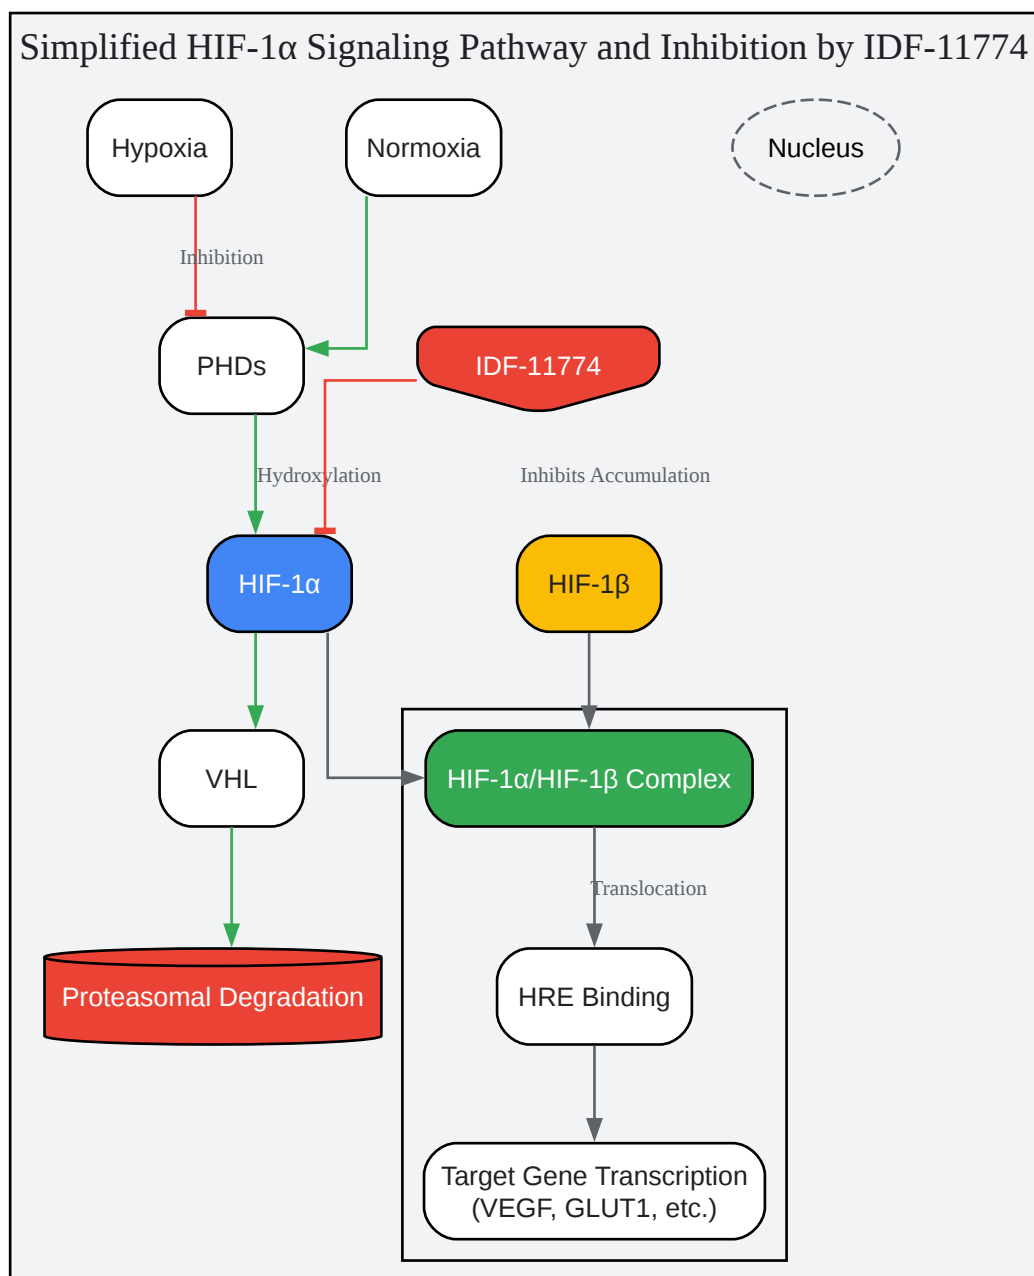 Simplified HIF-1α Signaling Pathway and Inhibition by IDF-11774
Hypoxia
Normoxia
Nucleus
Inhibition
PHDs
IDF-11774
Hydroxylation
Inhibits Accumulation
HIF-1α
HIF-1β
VHL
HIF-1α/HIF-1β Complex
Translocation
Proteasomal Degradation
HRE Binding
Target Gene Transcription
(VEGF, GLUT1, etc.)